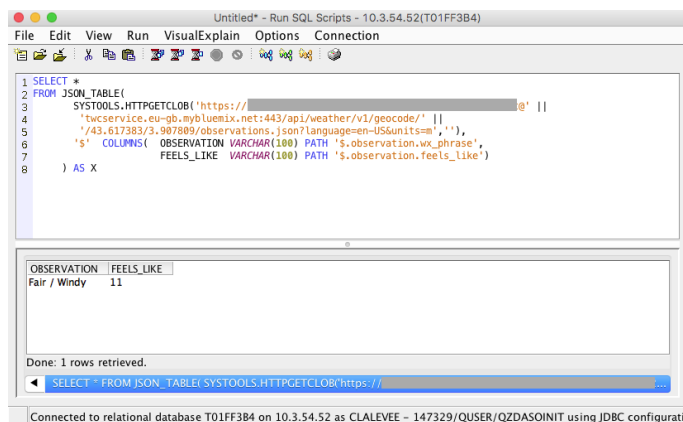 Untitled* - Run SQL Scripts - 10.3.54.52(T01FF3B4)
File Edit View Run VisualExplain Options Connection
1 SELECT *
2 FROM JSON_TABLE(
3 SYSTOOLS.HTTPGETCLOB('https:// @' ||
4 'twcservice.eu-gb.mybluemix.net:443/api/weather/v1/geocode/' ||
5 '/43.617383/3.907809/observations.json?language=en-US&units=m',''),
6 '$' COLUMNS( OBSERVATION VARCHAR(100) PATH '$.observation.wx_phrase',
7 FEELS_LIKE VARCHAR(100) PATH '$.observation.feels_like')
8 ) AS X
OBSERVATION FEELS_LIKE
Fair / Windy 11
Done: 1 rows retrieved.
SELECT * FROM JSON_TABLE( SYSTOOLS.HTTPGETCLOB('https:// ...
Connected to relational database T01FF3B4 on 10.3.54.52 as CLALEVEE - 147329/QUSER/QZDASOINIT using JDBC configurati